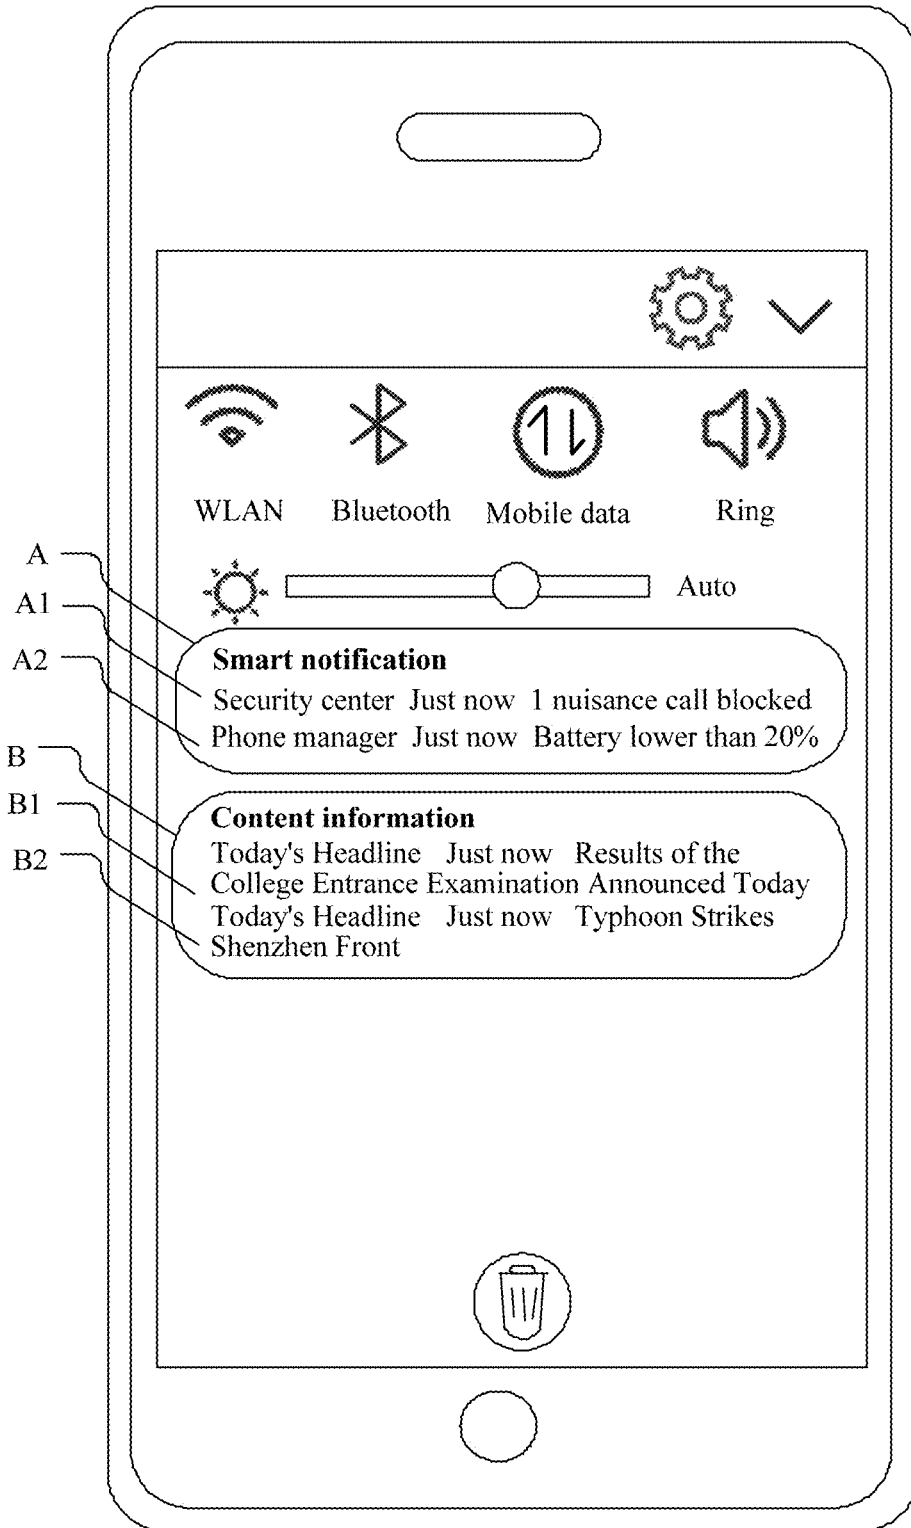 WLAN Bluetooth Mobile data Ring
A
Auto
A1
Smart notification
A2
Security center Just now 1 nuisance call blocked
Phone manager Just now Battery lower than 20%
B
B1
Content information
B2
Today's Headline Just now Results of the
College Entrance Examination Announced Today
Today's Headline Just now Typhoon Strikes
Shenzhen Front